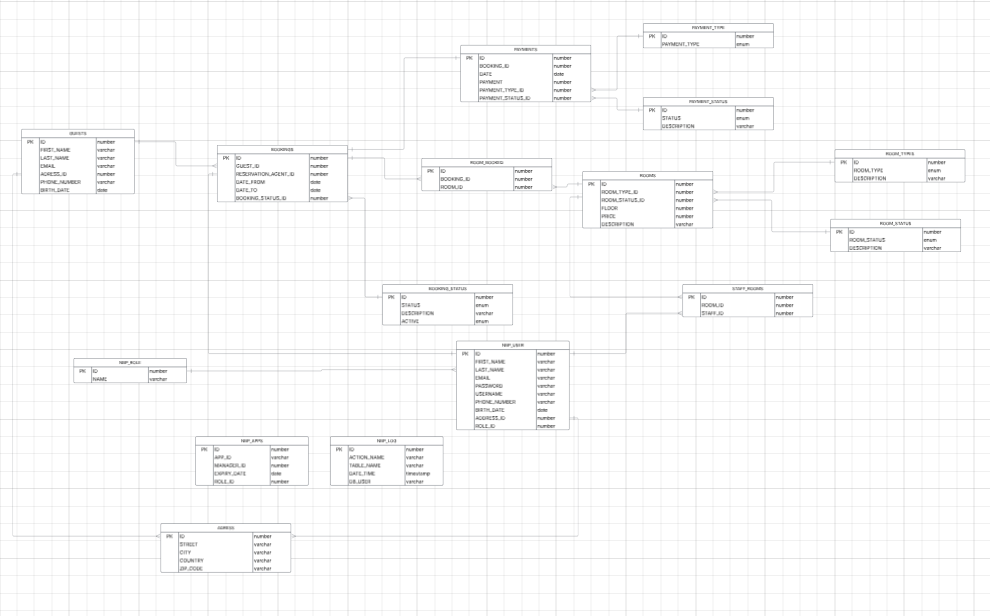 PAYMENT_TYPE
PK ID number
PAYMENT_TYPE enum
PAYMENTS
PK ID number
BOOKING_ID number
DATE date
PAYMENT number
PAYMENT_TYPE_ID number
PAYMENT_STATUS_ID number
PAYMENT_STATUS
PK ID number
STATUS enum
DESCRIPTION varchar
GUESTS
PK ID number
FIRST_NAME varchar
LAST_NAME varchar
EMAIL varchar
ADRESS_ID number
PHONE_NUMBER varchar
BIRTH_DATE date
BOOKINGS
PK ID number
GUEST_ID number
RESERVATION_AGENT_ID number
DATE_FROM date
DATE_TO date
BOOKING_STATUS_ID number
ROOM_BOOKING
PK ID number
BOOKING_ID number
ROOM_ID number
ROOMS
PK ID number
ROOM_TYPE_ID number
ROOM_STATUS_ID number
FLOOR number
PRICE number
DESCRIPTION varchar
ROOM_TYPES
PK ID number
ROOM_TYPE enum
DESCRIPTION varchar
ROOM_STATUS
PK ID number
ROOM_STATUS enum
DESCRIPTION varchar
BOOKING_STATUS
PK ID number
STATUS enum
DESCRIPTION varchar
ACTIVE enum
STAFF_ROOMS
PK ID number
ROOM_ID number
STAFF_ID number
NBP_USER
PK ID number
FIRST_NAME varchar
LAST_NAME varchar
EMAIL varchar
PASSWORD varchar
USERNAME varchar
PHONE_NUMBER varchar
BIRTH_DATE date
ADDRESS_ID number
ROLE_ID number
NBP_ROLE
PK ID number
NAME varchar
NBP_APPS
PK ID number
APP_ID varchar
MANAGER_ID number
EXPIRY_DATE date
ROLE_ID number
NBP_LOG
PK ID number
ACTION_NAME varchar
TABLE_NAME varchar
DATE_TIME timestamp
DB_USER varchar
PK ID number
STREET varchar
CITY varchar
COUNTRY varchar
ZIP_CODE varchar